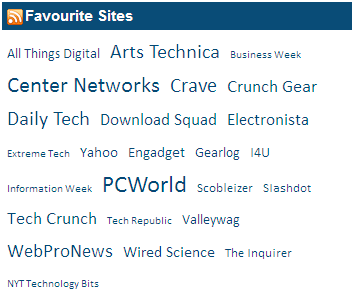 Favourite Sites
All Things Digital Arts Technica Business Week
Center Networks Crave Crunch Gear
Daily Tech Download Squad Electronista
Extreme Tech Yahoo Engadget Gearlog I4U
Information Week PCWorld Scobleizer Slashdot
Tech Crunch Tech Republic Valleywag
WebProNews Wired Science The Inquirer
NYT Technology Bits